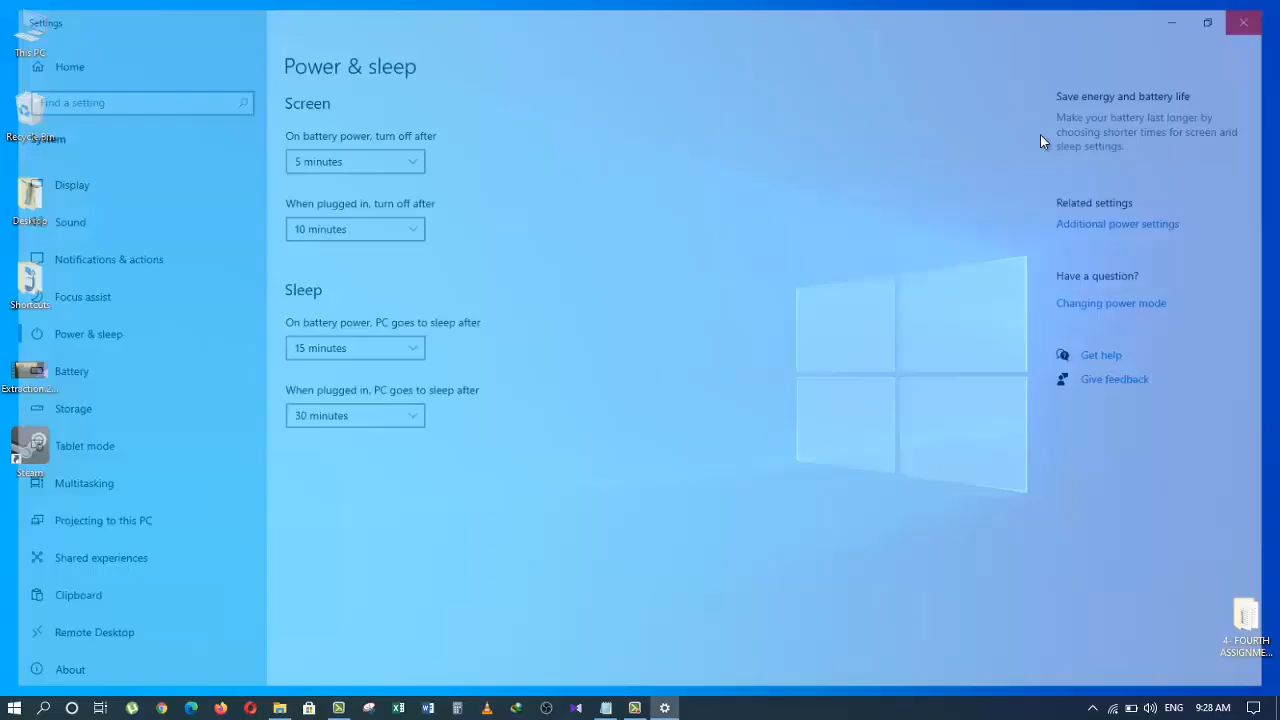 Settings
This PC
Home
Find a setting
Recycle Bin
System
Display
Desktop
Sound
Notifications & actions
Shortcuts
Focus assist
Power & sleep
Battery
Extraction 2...
Storage
Tablet mode
Steam
Multitasking
Projecting to this PC
Shared experiences
Clipboard
Remote Desktop
About
Power & sleep
Screen
On battery power, turn off after
5 minutes
When plugged in, turn off after
10 minutes
Sleep
On battery power, PC goes to sleep after
15 minutes
When plugged in, PC goes to sleep after
30 minutes
Save energy and battery life
Make your battery last longer by
choosing shorter times for screen and
sleep settings.
Related settings
Additional power settings
Have a question?
Changing power mode
Get help
Give feedback
4- FOURTH
ASSIGNME...
ENG
9:28 AM